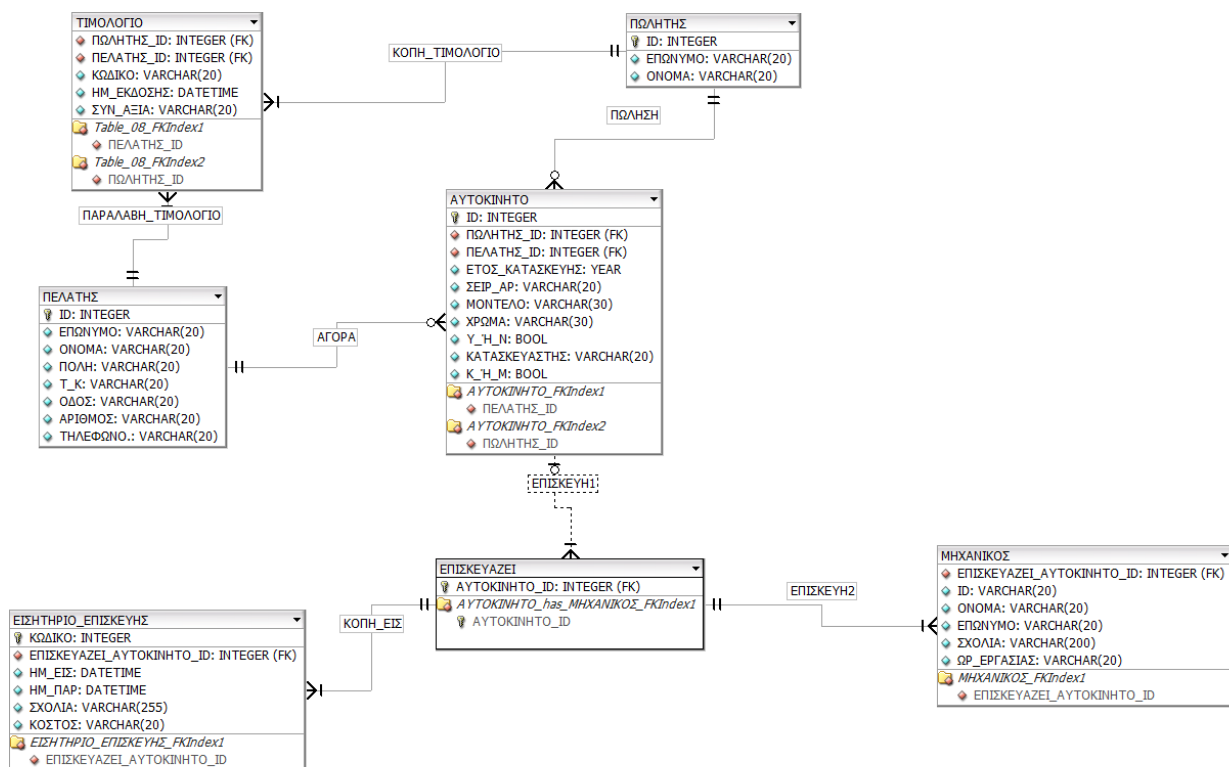 ΤΙΜΟΛΟΓΙΟ
ΠΩΛΗΤΗΣ_ID: INTEGER (FK)
ΠΕΛΑΤΗΣ_ID: INTEGER (FK)
ΚΩΔΙΚΟ: VARCHAR(20)
ΗΜ_ΕΚΔΟΣΗΣ: DATETIME
ΣΥΝ_ΑΞΙΑ: VARCHAR(20)
Table_08_FKIndex1
ΠΕΛΑΤΗΣ_ID
Table_08_FKIndex2
ΠΩΛΗΤΗΣ_ID
ΚΟΠΗ_ΤΙΜΟΛΟΓΙΟ
ΠΩΛΗΤΗΣ
ID: INTEGER
ΕΠΩΝΥΜΟ: VARCHAR(20)
ΟΝΟΜΑ: VARCHAR(20)
ΠΩΛΗΣΗ
ΠΑΡΑΛΑΒΗ_ΤΙΜΟΛΟΓΙΟ
ΑΥΤΟΚΙΝΗΤΟ
ID: INTEGER
ΠΩΛΗΤΗΣ_ID: INTEGER (FK)
ΠΕΛΑΤΗΣ_ID: INTEGER (FK)
ΕΤΟΣ_ΚΑΤΑΣΚΕΥΗΣ: YEAR
ΣΕΙΡ_ΑΡ: VARCHAR(20)
ΜΟΝΤΕΛΟ: VARCHAR(30)
ΧΡΩΜΑ: VARCHAR(30)
Υ_Ή_Ν: BOOL
ΚΑΤΑΣΚΕΥΑΣΤΗΣ: VARCHAR(20)
Κ_Ή_Μ: BOOL
ΑΥΤΟΚΙΝΗΤΟ_FKIndex1
ΠΕΛΑΤΗΣ_ID
ΑΥΤΟΚΙΝΗΤΟ_FKIndex2
ΠΩΛΗΤΗΣ_ID
ΠΕΛΑΤΗΣ
ID: INTEGER
ΕΠΩΝΥΜΟ: VARCHAR(20)
ΟΝΟΜΑ: VARCHAR(20)
ΠΟΛΗ: VARCHAR(20)
Τ_Κ: VARCHAR(20)
ΟΔΟΣ: VARCHAR(20)
ΑΡΙΘΜΟΣ: VARCHAR(20)
ΤΗΛΕΦΩΝΟ.: VARCHAR(20)
ΑΓΟΡΑ
ΕΠΙΣΚΕΥΗ1
ΕΠΙΣΚΕΥΑΖΕΙ
ΑΥΤΟΚΙΝΗΤΟ_ID: INTEGER (FK)
ΑΥΤΟΚΙΝΗΤΟ_has_ΜΗΧΑΝΙΚΟΣ_FKIndex1
ΑΥΤΟΚΙΝΗΤΟ_ID
ΕΠΙΣΚΕΥΗ2
ΜΗΧΑΝΙΚΟΣ
ΕΠΙΣΚΕΥΑΖΕΙ_ΑΥΤΟΚΙΝΗΤΟ_ID: INTEGER (FK)
ID: VARCHAR(20)
ΟΝΟΜΑ: VARCHAR(20)
ΕΠΩΝΥΜΟ: VARCHAR(20)
ΣΧΟΛΙΑ: VARCHAR(200)
ΩΡ_ΕΡΓΑΣΙΑΣ: VARCHAR(20)
ΜΗΧΑΝΙΚΟΣ_FKIndex1
ΕΠΙΣΚΕΥΑΖΕΙ_ΑΥΤΟΚΙΝΗΤΟ_ID
ΚΟΠΗ_ΕΙΣ
ΕΙΣΗΤΗΡΙΟ_ΕΠΙΣΚΕΥΗΣ
ΚΩΔΙΚΟ: INTEGER
ΕΠΙΣΚΕΥΑΖΕΙ_ΑΥΤΟΚΙΝΗΤΟ_ID: INTEGER (FK)
ΗΜ_ΕΙΣ: DATETIME
ΗΜ_ΠΑΡ: DATETIME
ΣΧΟΛΙΑ: VARCHAR(255)
ΚΟΣΤΟΣ: VARCHAR(20)
ΕΙΣΗΤΗΡΙΟ_ΕΠΙΣΚΕΥΗΣ_FKIndex1
ΕΠΙΣΚΕΥΑΖΕΙ_ΑΥΤΟΚΙΝΗΤΟ_ID